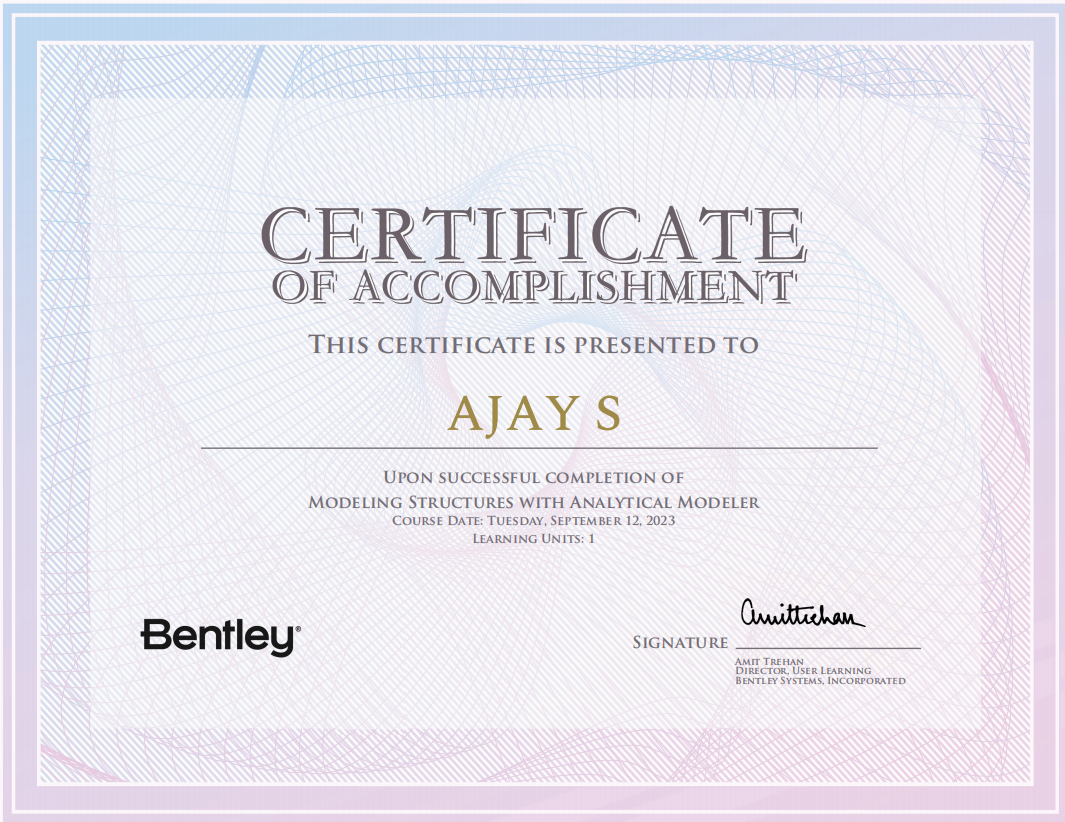 CERTIFICATE
OF ACCOMPLISHMENT
THIS CERTIFICATE IS PRESENTED TO
AJAY S
UPON SUCCESSFUL COMPLETION OF
MODELING STRUCTURES WITH ANALYTICAL MODELER
COURSE DATE: TUESDAY, SEPTEMBER 12, 2023
LEARNING UNITS: 1
Bentley®
Amittrehan
SIGNATURE
AMIT TREHAN
DIRECTOR, USER LEARNING
BENTLEY SYSTEMS, INCORPORATED